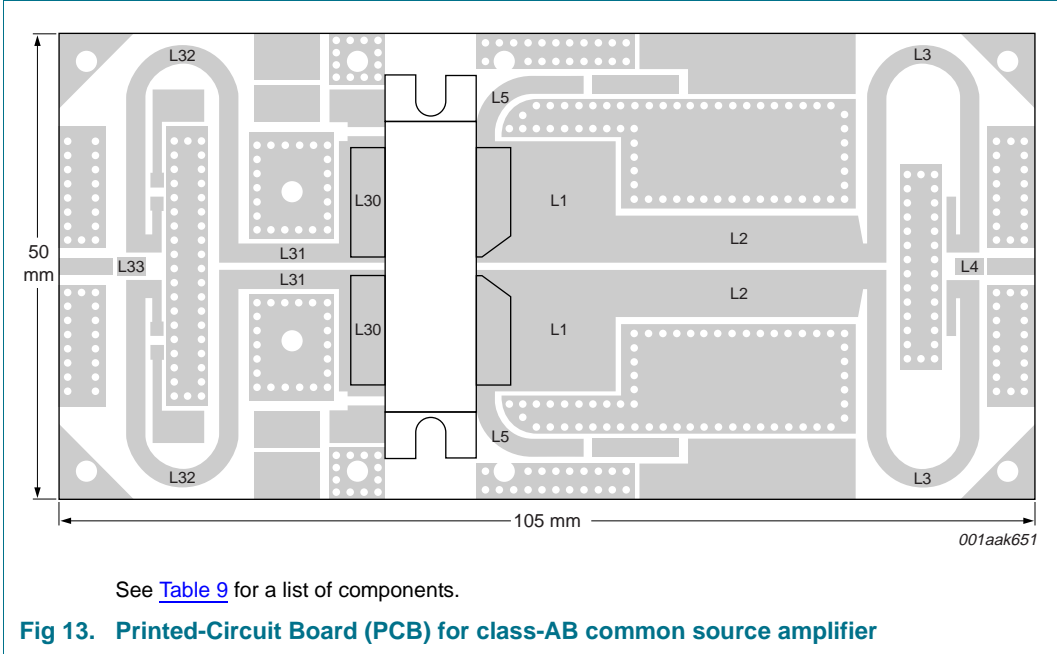 L32
L3
L5
L30
L1
50
mm
L33
L31
L2
L4
L31
L2
L30
L1
L5
L32
L3
105 mm
001aak651
See Table 9 for a list of components.
Fig 13. Printed-Circuit Board (PCB) for class-AB common source amplifier